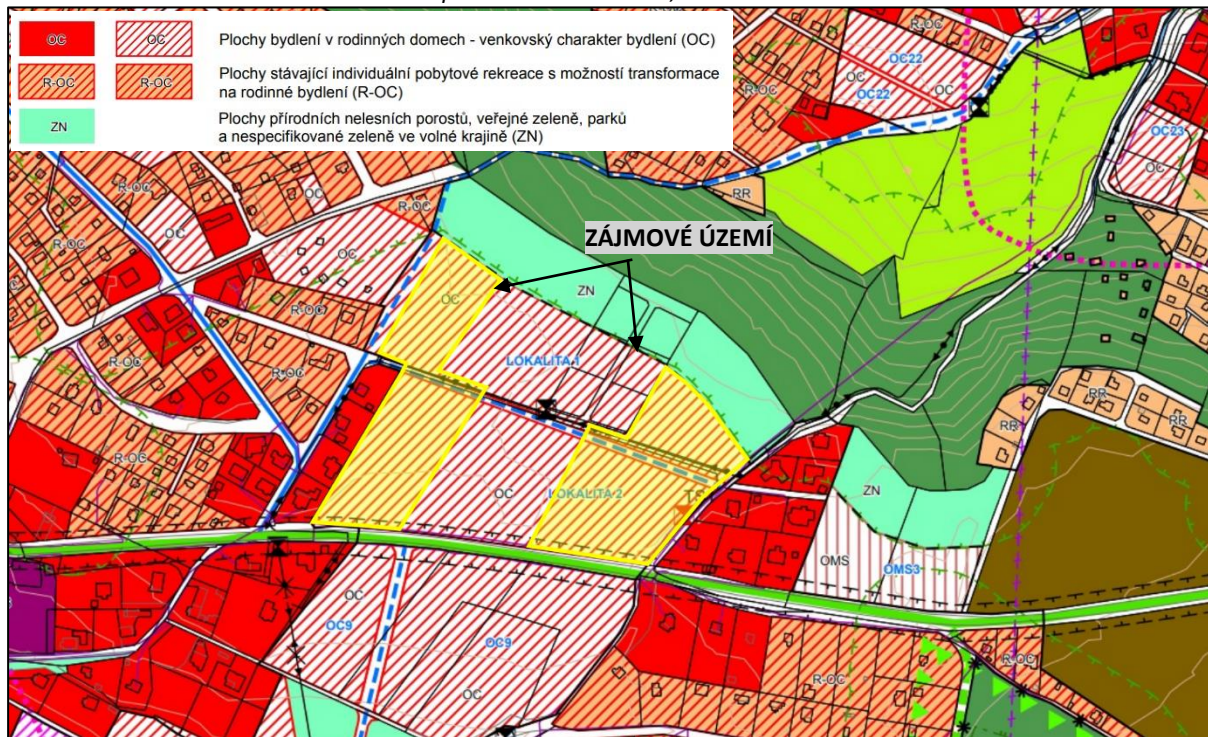 OC
OC
Plochy bydlení v rodinných domech - venkovský charakter bydlení (OC)
R-OC
R-OC
Plochy stávající individuální pobytové rekreace s možností transformace
na rodinné bydlení (R-OC)
ZN
Plochy přírodních nelesních porostů, veřejné zeleně, parků
a nespecifikované zeleně ve volné krajině (ZN)
R-OC
OC22
OC
OC22
OC
R-OC
OC23
OC
R-OC
R-OC
OC
R-OC
OC
R-OC
RR
ZÁJMOVÉ ÚZEMÍ
OC
ZN
R-OC
R-OC
R-OC
R-OC
LOKALITA 1
RR
RR
RR
R-OC
OC
LOKALITA 2
TS
ZN
OMS
OMS3
OC
OC9
OC9
OC
R-OC
R-OC